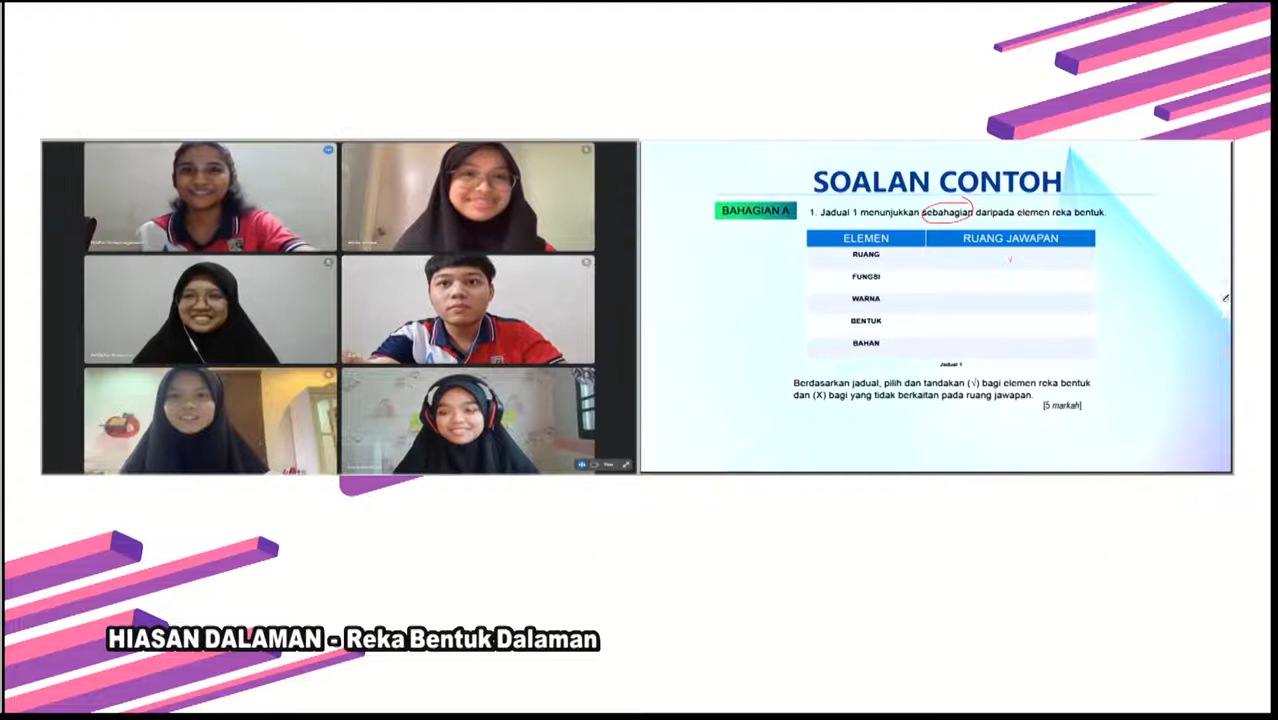 SOALAN CONTOH
BAHAGIAN A
1. Jadual 1 menunjukkan sebahagian daripada elemen reka bentuk.
ELEMEN RUANG JAWAPAN
RUANG √
FUNGSI
WARNA
BENTUK
BAHAN
Jadual 1
Berdasarkan jadual, pilih dan tandakan (√) bagi elemen reka bentuk
dan (X) bagi yang tidak berkaitan pada ruang jawapan.
[5 markah]
HIASAN DALAMAN - Reka Bentuk Dalaman